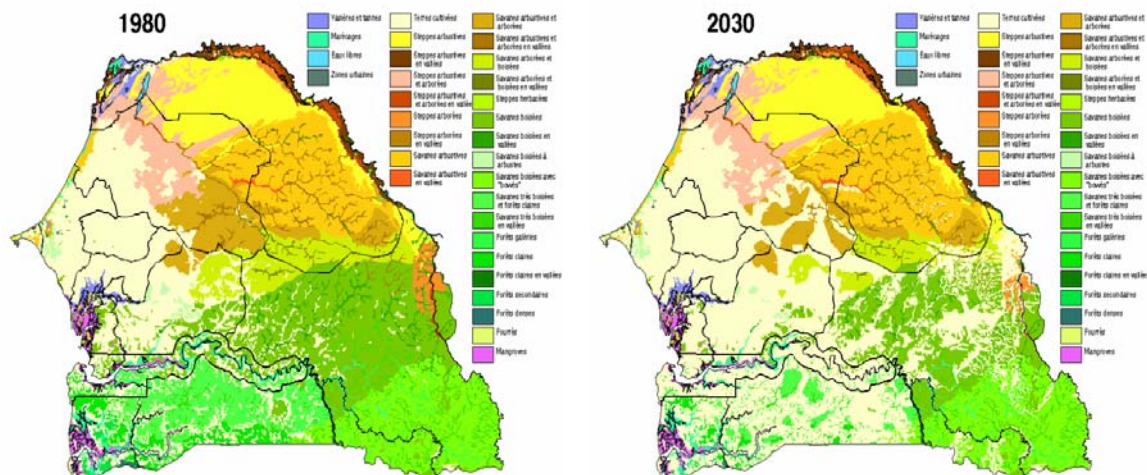 1980
Vasières et tannes
Marécages
Eaux libres
Zones urbaines
Terres cultivées
Steppes arbustives
Steppes arbustives
en vallées
Steppes arbustives
et arborées
Steppes arbustives
et arborées en vallées
Steppes arborées
Steppes arborées
en vallées
Savanes arbustives
Savanes arbustives
en vallées
Savanes arbustives et
arborées
Savanes arbustives et
arborées en vallées
Savanes arborées et
boisées
Savanes arborées et
boisées en vallées
Steppes herbacées
Savanes boisées
Savanes boisées en
vallées
Savanes boisées à
arbustes
Savanes boisées avec
"bowés"
Savanes très boisées
et forêts claires
Savanes très boisées
en vallées
Forêts galeries
Forêts claires
Forêts claires en vallées
Forêts secondaires
Forêts denses
Fourrés
Mangroves
2030
Vasières et tannes
Marécages
Eaux libres
Zones urbaines
Terres cultivées
Steppes arbustives
Steppes arbustives
en vallées
Steppes arbustives
et arborées
Steppes arbustives
et arborées en vallées
Steppes arborées
Steppes arborées
en vallées
Savanes arbustives
Savanes arbustives
en vallées
Savanes arbustives et
arborées
Savanes arbustives et
arborées en vallées
Savanes arborées et
boisées
Savanes arborées et
boisées en vallées
Steppes herbacées
Savanes boisées
Savanes boisées en
vallées
Savanes boisées à
arbustes
Savanes boisées avec
"bowés"
Savanes très boisées
et forêts claires
Savanes très boisées
en vallées
Forêts galeries
Forêts claires
Forêts claires en vallées
Forêts secondaires
Forêts denses
Fourrés
Mangroves